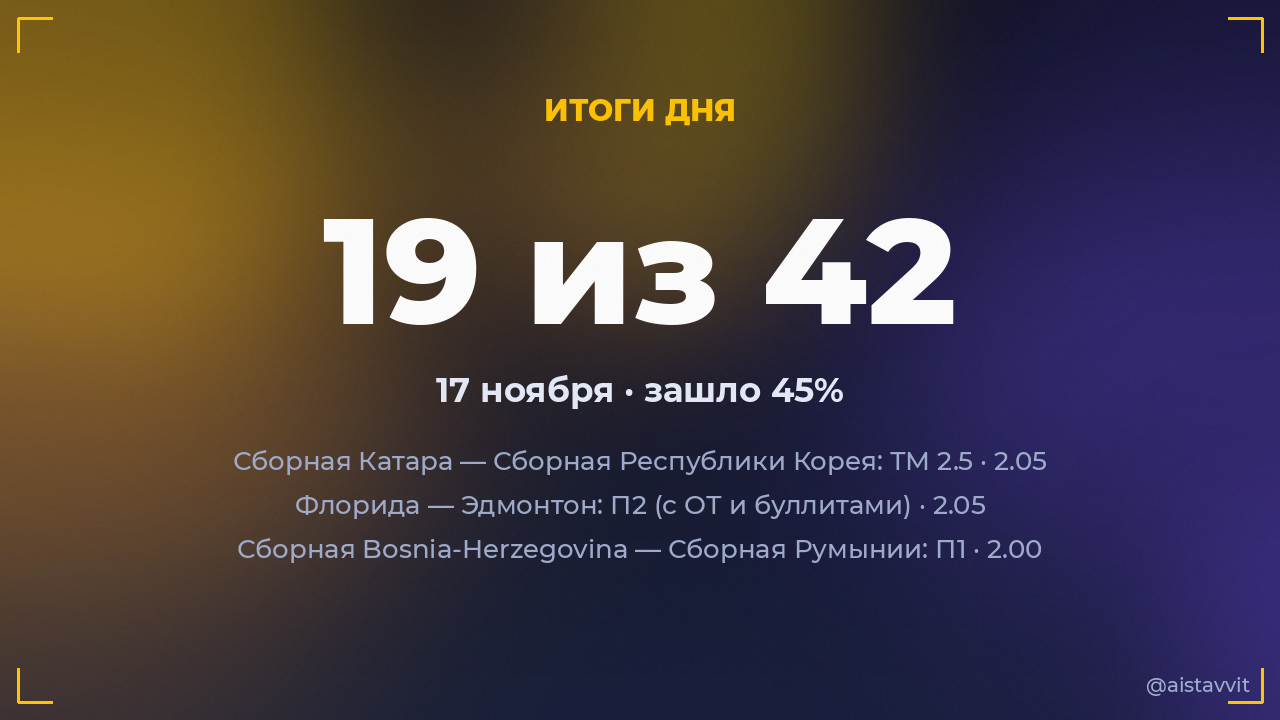 ИТОГИ ДНЯ
19 из 42
17 ноября · зашло 45%
Сборная Катара — Сборная Республики Корея: ТМ 2.5 · 2.05
Флорида — Эдмонтон: П2 (с ОТ и буллитами) · 2.05
Сборная Bosnia-Herzegovina — Сборная Румынии: П1 · 2.00
@aistavvit